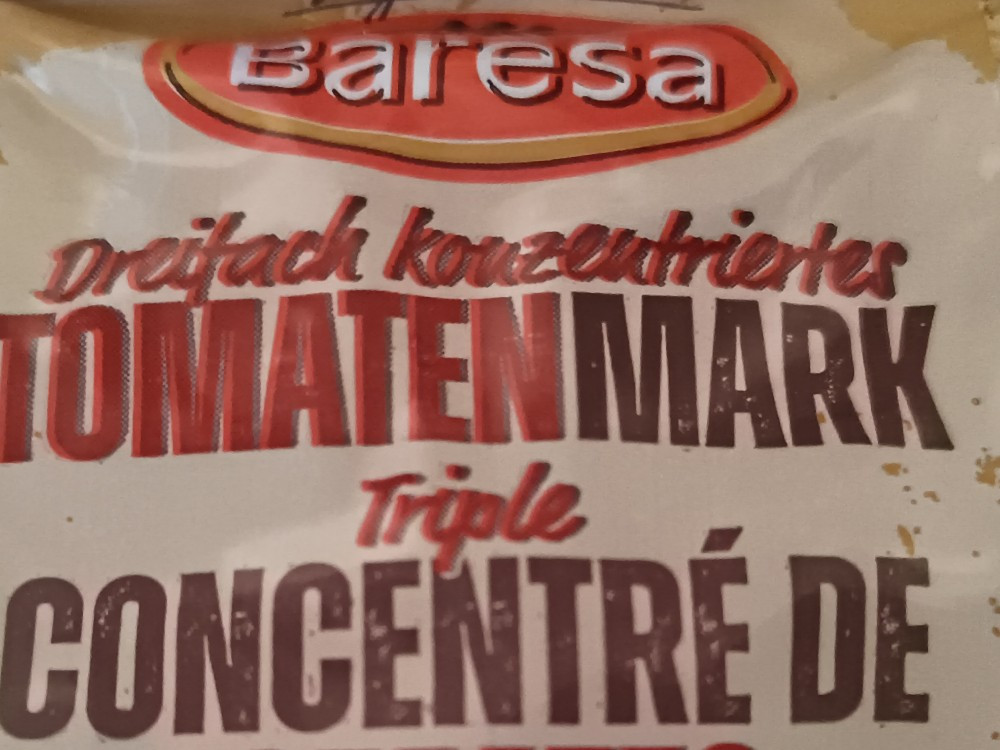 Baresa
Dreifach konzentriertes
TOMATENMARK
Triple
CONCENTRÉ DE